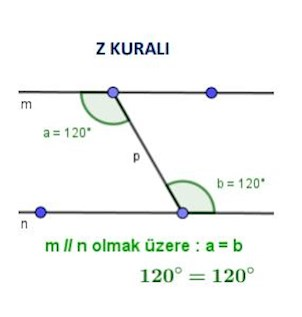 Z KURALI
m
a = 120°
p
b = 120°
n
m // n olmak üzere : a = b
120° = 120°